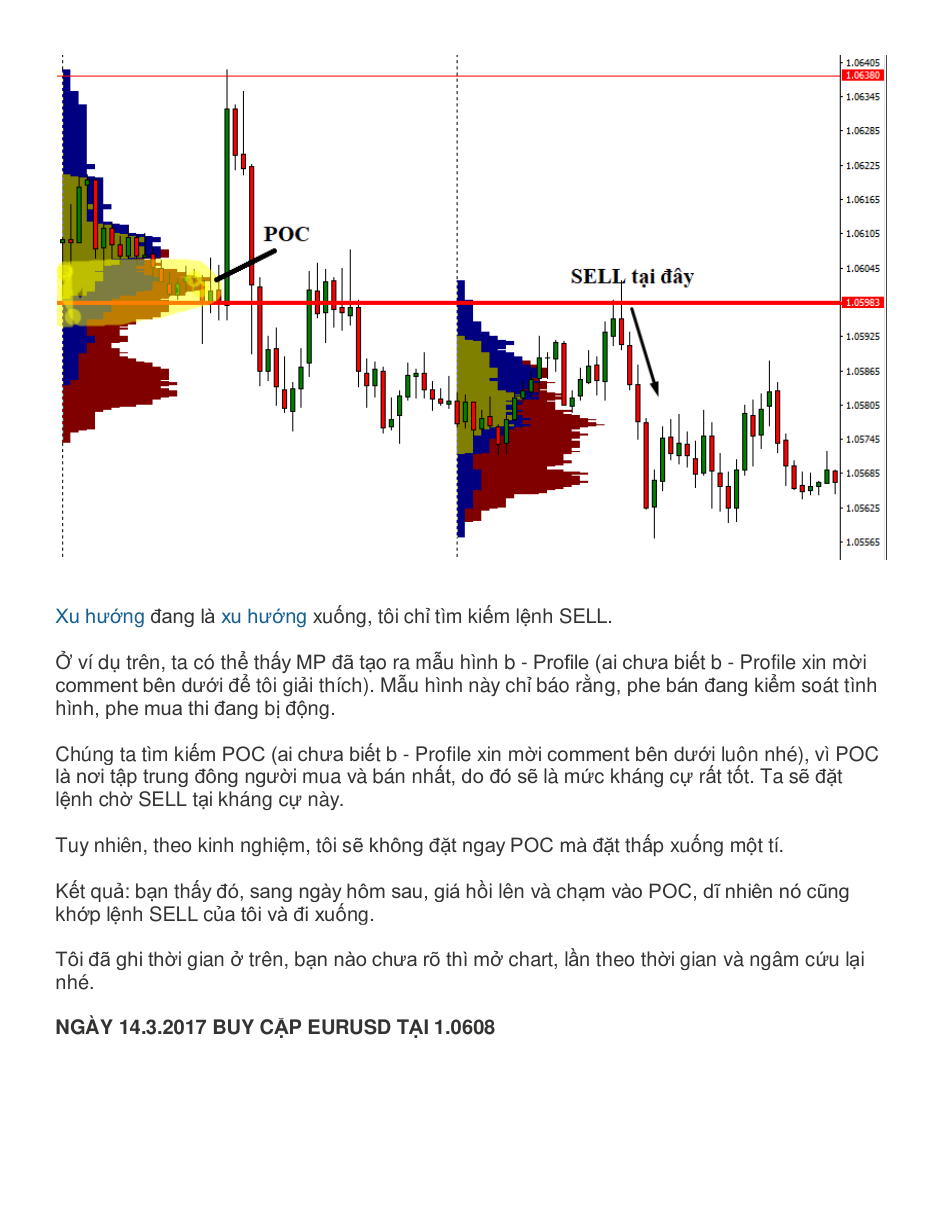 1.06405
1.06380
1.06345
1.06285
1.06225
1.06165
1.06105
1.06045
1.05983
1.05925
1.05865
1.05805
1.05745
1.05685
1.05625
1.05565
POC
SELL tại đây
Xu hướng đang là xu hướng xuống, tôi chỉ tìm kiếm lệnh SELL.
Ở ví dụ trên, ta có thể thấy MP đã tạo ra mẫu hình b - Profile (ai chưa biết b - Profile xin mời
comment bên dưới để tôi giải thích). Mẫu hình này chỉ báo rằng, phe bán đang kiểm soát tình
hình, phe mua thi đang bị động.
Chúng ta tìm kiếm POC (ai chưa biết b - Profile xin mời comment bên dưới luôn nhé), vì POC
là nơi tập trung đông người mua và bán nhất, do đó sẽ là mức kháng cự rất tốt. Ta sẽ đặt
lệnh chờ SELL tại kháng cự này.
Tuy nhiên, theo kinh nghiệm, tôi sẽ không đặt ngay POC mà đặt thấp xuống một tí.
Kết quả: bạn thấy đó, sang ngày hôm sau, giá hồi lên và chạm vào POC, dĩ nhiên nó cũng
khớp lệnh SELL của tôi và đi xuống.
Tôi đã ghi thời gian ở trên, bạn nào chưa rõ thì mở chart, lần theo thời gian và ngâm cứu lại
nhé.
NGÀY 14.3.2017 BUY CẶP EURUSD TẠI 1.0608